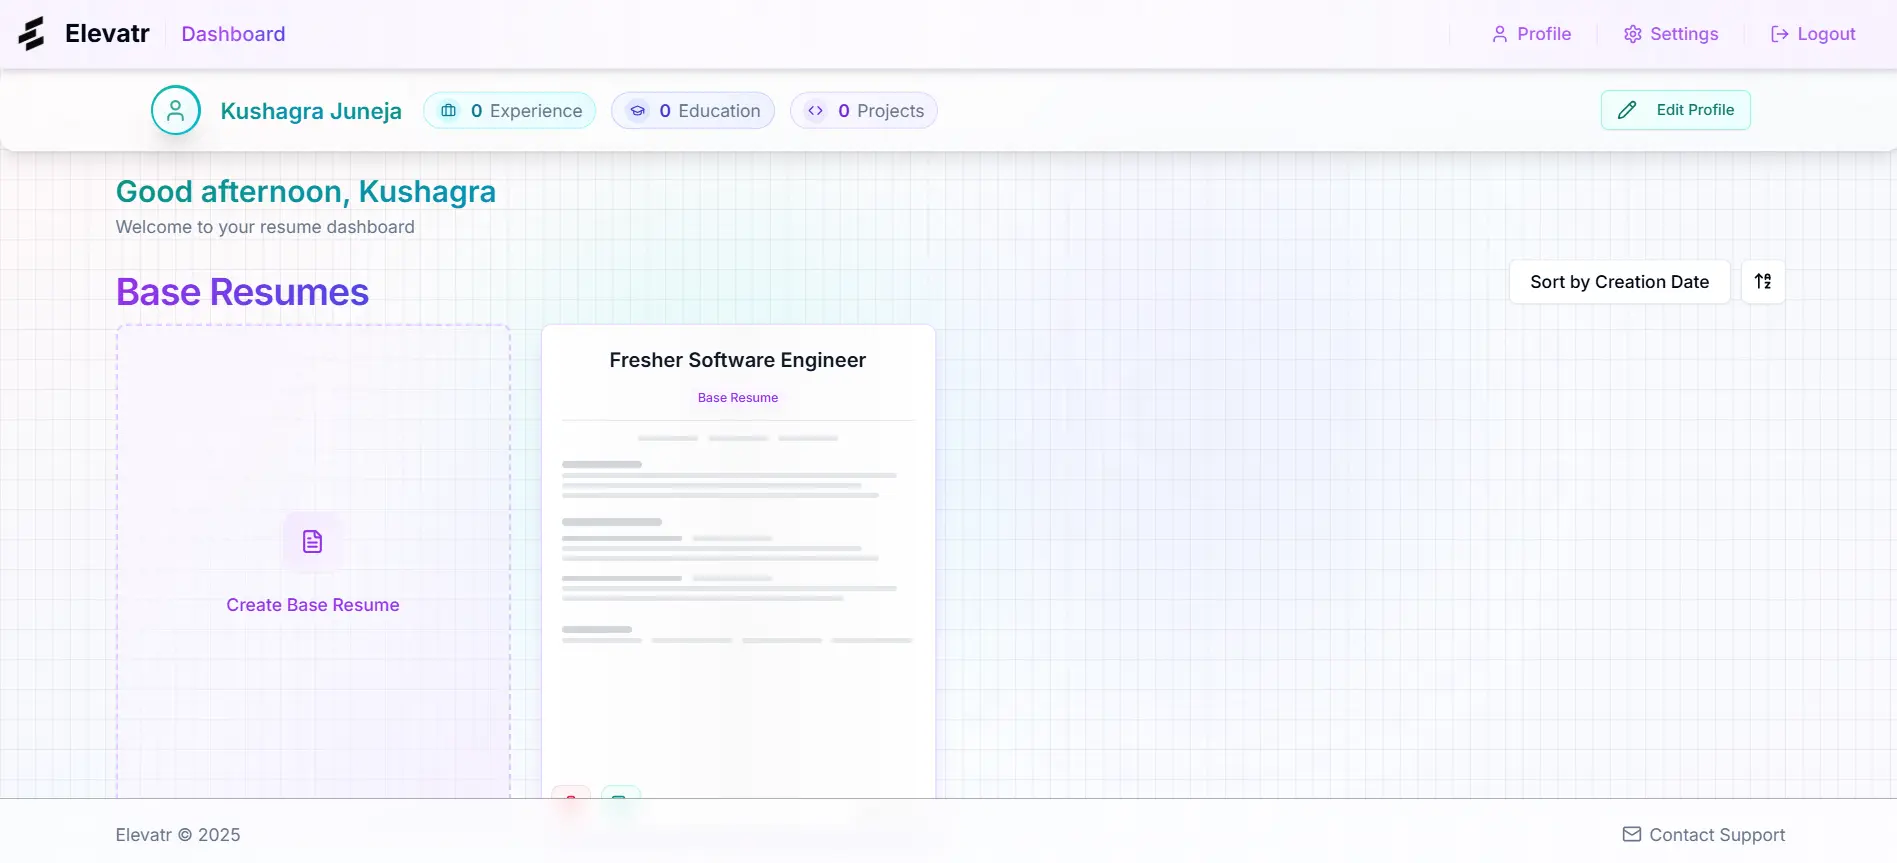 Elevatr
Dashboard
Profile
Settings
Logout
Kushagra Juneja
0 Experience
0 Education
0 Projects
Edit Profile
Good afternoon, Kushagra
Welcome to your resume dashboard
Base Resumes
Sort by Creation Date
Create Base Resume
Fresher Software Engineer
Base Resume
Elevatr © 2025
Contact Support